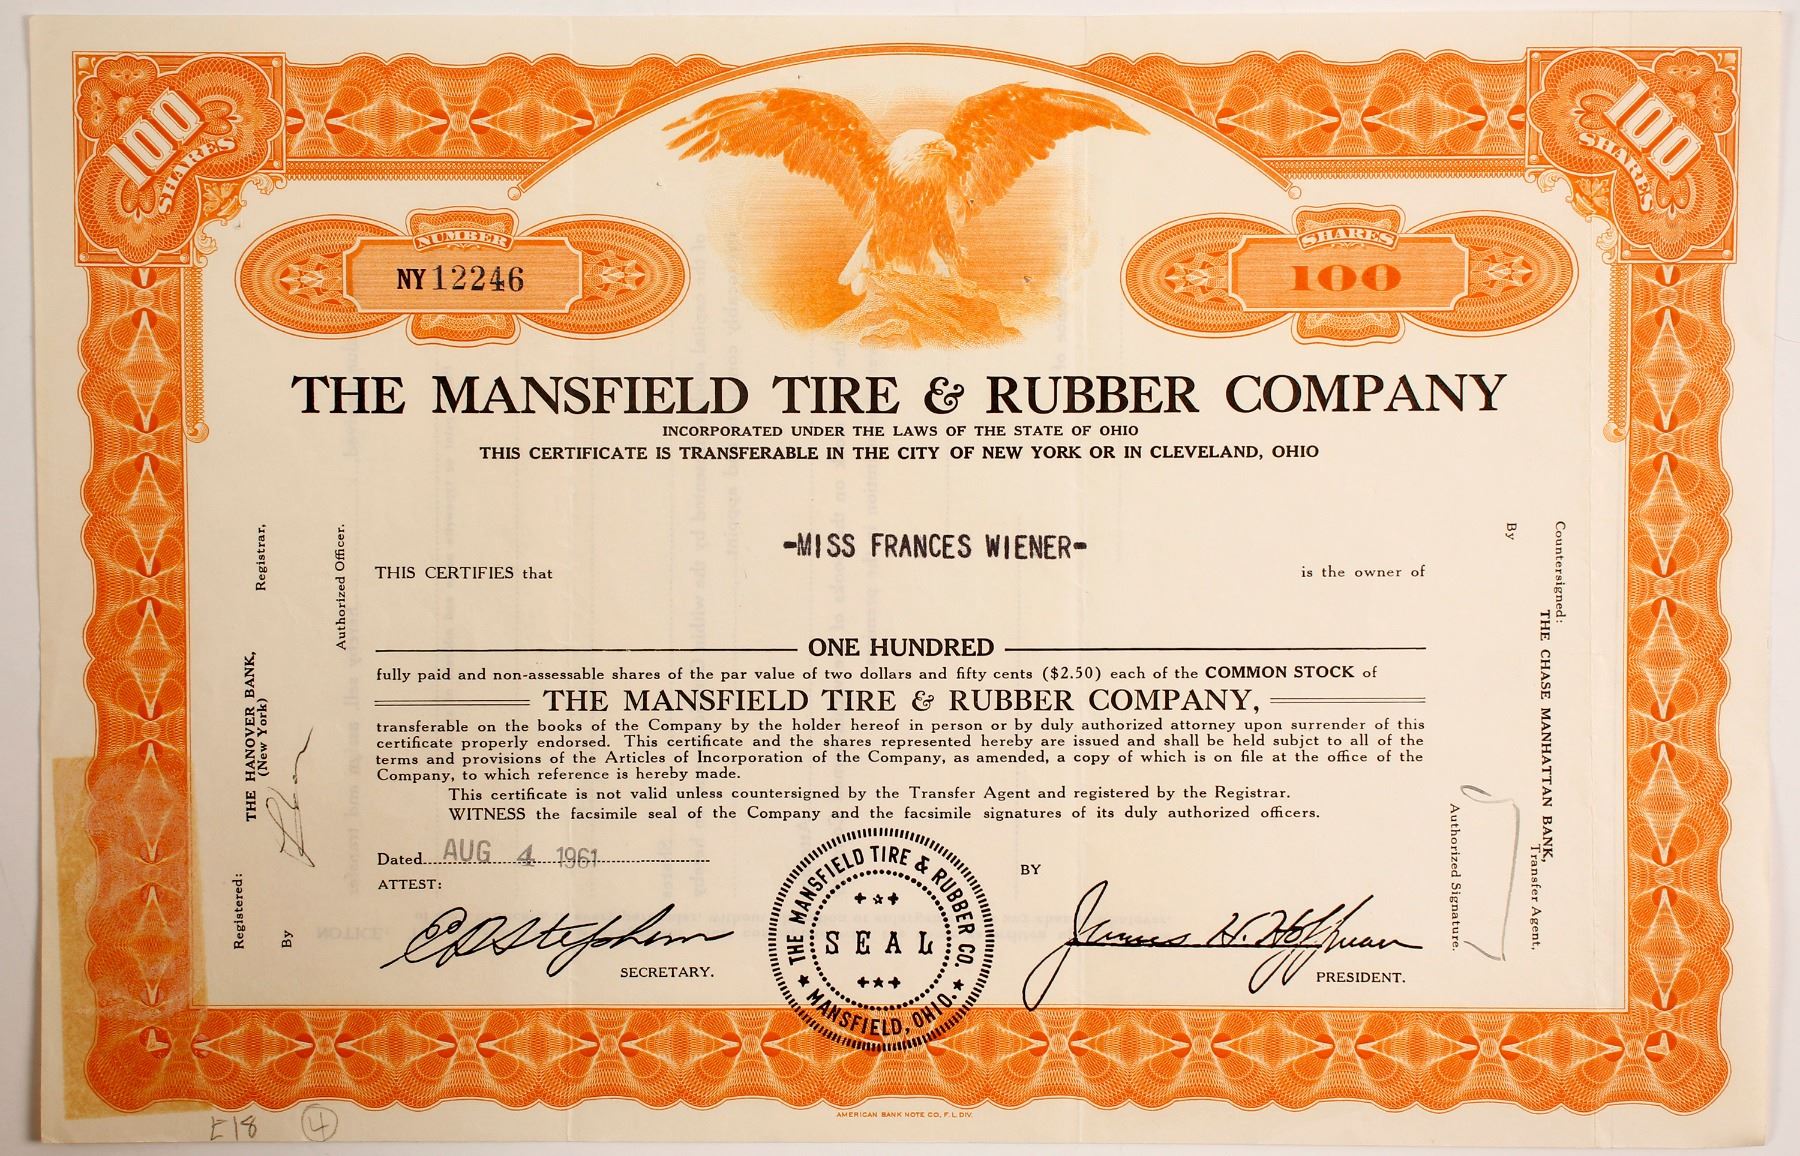 100 SHARES
100 SHARES
NUMBER
NY 12246
SHARES
100
THE MANSFIELD TIRE & RUBBER COMPANY
INCORPORATED UNDER THE LAWS OF THE STATE OF OHIO
THIS CERTIFICATE IS TRANSFERABLE IN THE CITY OF NEW YORK OR IN CLEVELAND, OHIO
-MISS FRANCES WIENER-
THIS CERTIFIES that is the owner of
ONE HUNDRED
fully paid and non-assessable shares of the par value of two dollars and fifty cents ($2.50) each of the COMMON STOCK of
THE MANSFIELD TIRE & RUBBER COMPANY,
transferable on the books of the Company by the holder hereof in person or by duly authorized attorney upon surrender of this
certificate properly endorsed. This certificate and the shares represented hereby are issued and shall be held subjct to all of the
terms and provisions of the Articles of Incorporation of the Company, as amended, a copy of which is on file at the office of the
Company, to which reference is hereby made.
This certificate is not valid unless countersigned by the Transfer Agent and registered by the Registrar.
WITNESS the facsimile seal of the Company and the facsimile signatures of its duly authorized officers.
Dated AUG 4 1961
ATTEST:
BY
SECRETARY.
James H. Hoffman
PRESIDENT.
THE MANSFIELD TIRE & RUBBER CO.
SEAL
MANSFIELD, OHIO.
Registered:
THE HANOVER BANK,
(New York)
Registrar,
By
Authorized Officer.
Countersigned:
THE CHASE MANHATTAN BANK,
Transfer Agent,
By
Authorized Signature.
AMERICAN BANK NOTE CO. F. L. DIV.
E18
4